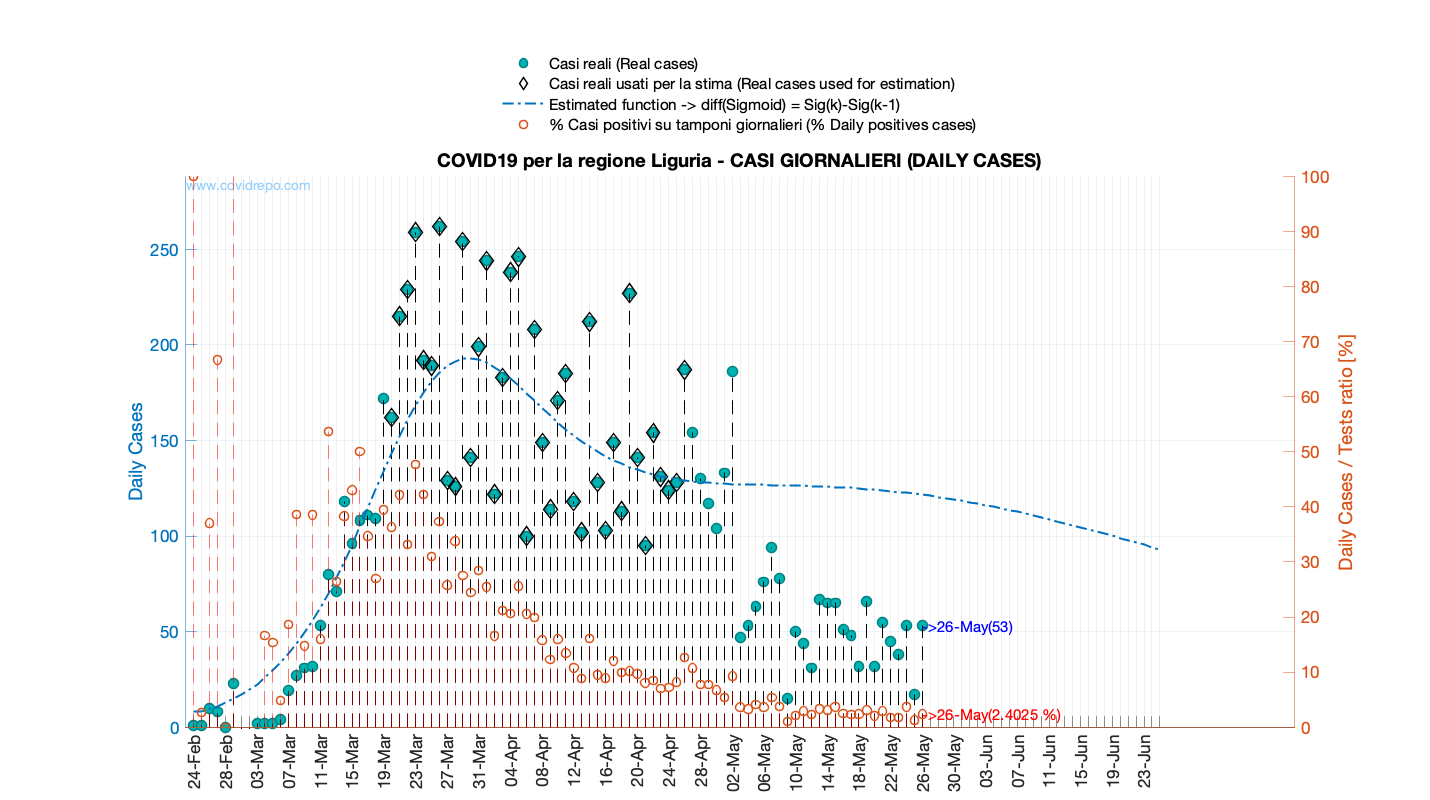 Casi reali (Real cases)
Casi reali usati per la stima (Real cases used for estimation)
Estimated function -> diff(Sigmoid) = Sig(k)-Sig(k-1)
% Casi positivi su tamponi giornalieri (% Daily positives cases)
COVID19 per la regione Liguria - CASI GIORNALIERI (DAILY CASES)
www.covidrepo.com
Daily Cases
250
200
150
100
50
0
100
90
80
70
60
50
40
30
20
10
0
Daily Cases / Tests ratio [%]
->26-May(53)
->26-May(2.4025 %)
24-Feb
28-Feb
03-Mar
07-Mar
11-Mar
15-Mar
19-Mar
23-Mar
27-Mar
31-Mar
04-Apr
08-Apr
12-Apr
16-Apr
20-Apr
24-Apr
28-Apr
02-May
06-May
10-May
14-May
18-May
22-May
26-May
30-May
03-Jun
07-Jun
11-Jun
15-Jun
19-Jun
23-Jun